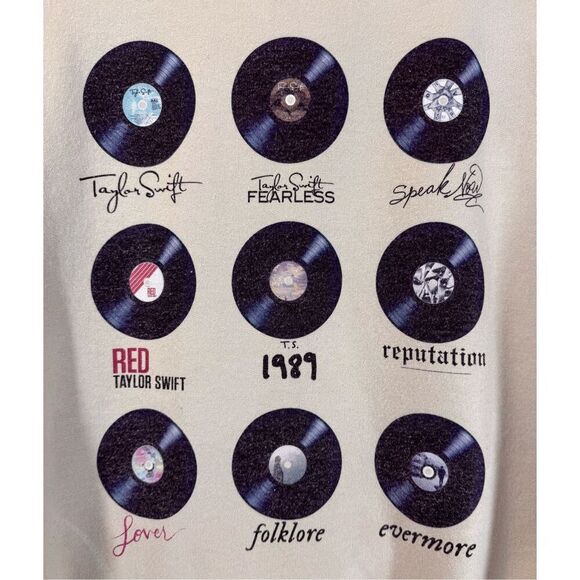 Taylor Swift
Taylor Swift
FEARLESS
Speak Now
RED
TAYLOR SWIFT
T.S.
1989
reputation
Lover
folklore
evermore